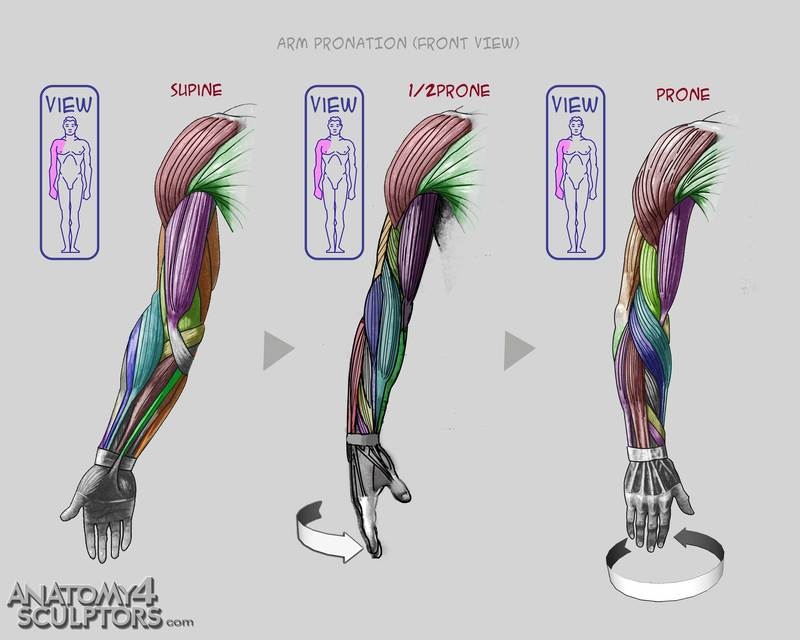 ARM PRONATION (FRONT VIEW)
VIEW
SUPINE
VIEW
1/2PRONE
VIEW
PRONE
ANATOMY4
SCULPTORS.com